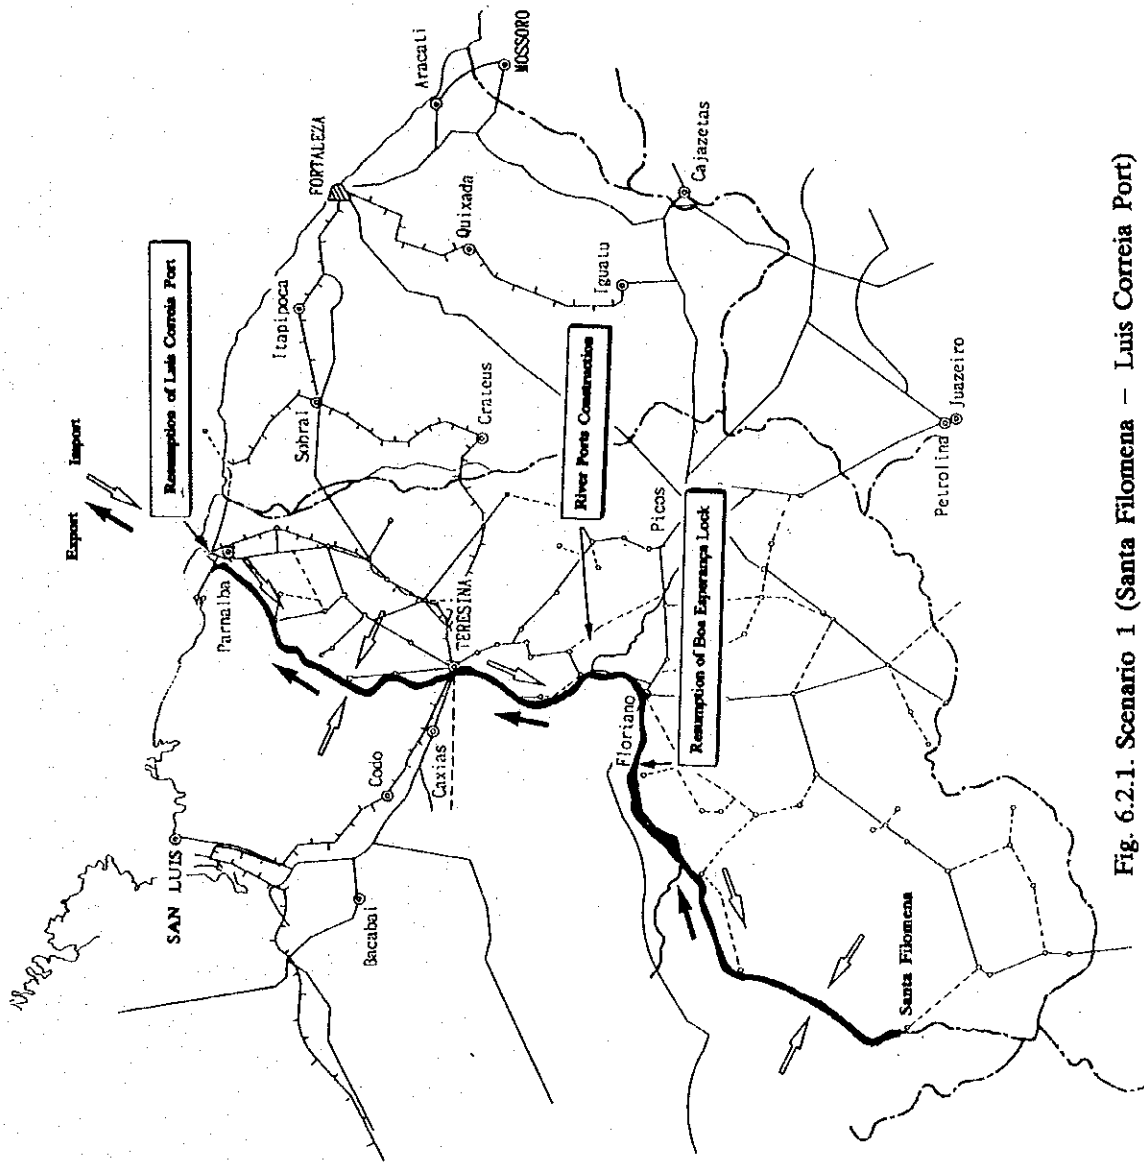 Export Import
Resumption of Luis Correia Port
SAN LUIS
Parnaiba
Itapipoca
FORTALEZA
Sobral
Bacabal
Codo
Aracati
Caxias
TERESINA
Quixada
Crateus
MOSSORO
River Ports Construction
Iguatu
Floriano
Picos
Resumption of Boa Esperança Lock
Cajazeiras
Santa Filomena
Petrolina
Juazeiro
Fig. 6.2.1. Scenario 1 (Santa Filomena – Luis Correia Port)